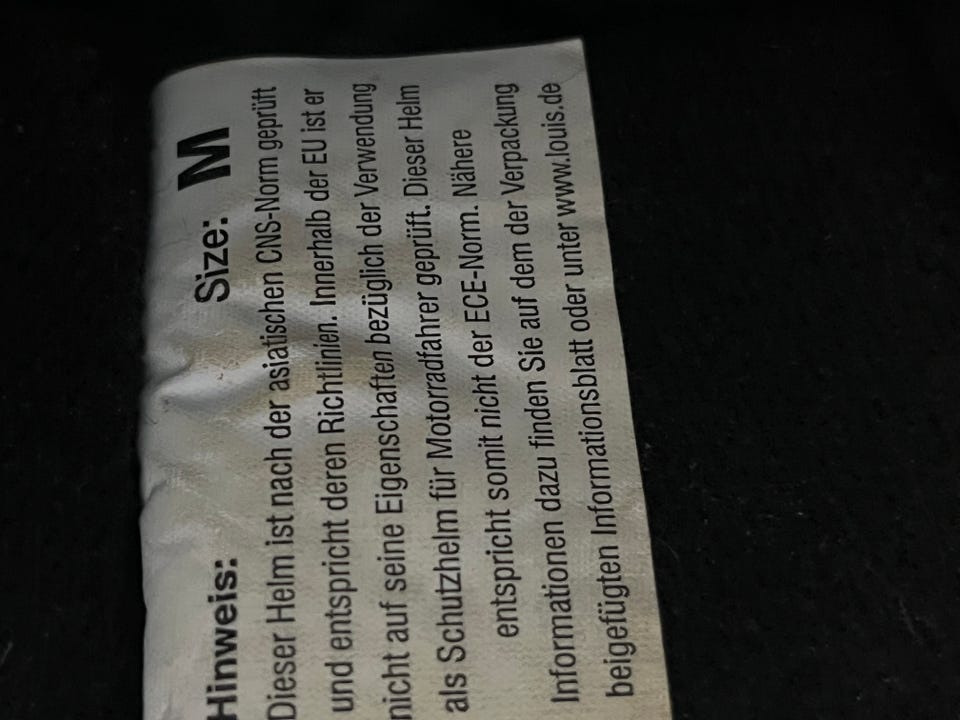 Hinweis: Size: M
Dieser Helm ist nach der asiatischen CNS-Norm geprüft
und entspricht deren Richtlinien. Innerhalb der EU ist er
nicht auf seine Eigenschaften bezüglich der Verwendung
als Schutzhelm für Motorradfahrer geprüft. Dieser Helm
entspricht somit nicht der ECE-Norm. Nähere
Informationen dazu finden Sie auf dem der Verpackung
beigefügten Informationsblatt oder unter www.louis.de